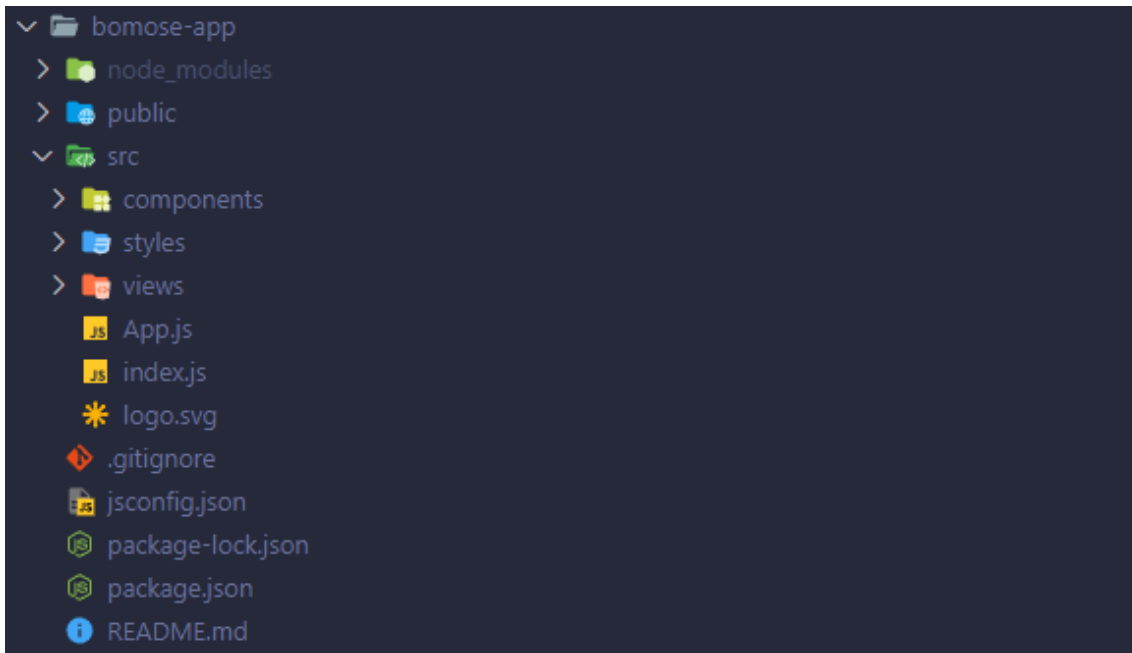 bomose-app
node_modules
public
src
components
styles
views
App.js
index.js
logo.svg
.gitignore
jsconfig.json
package-lock.json
package.json
README.md